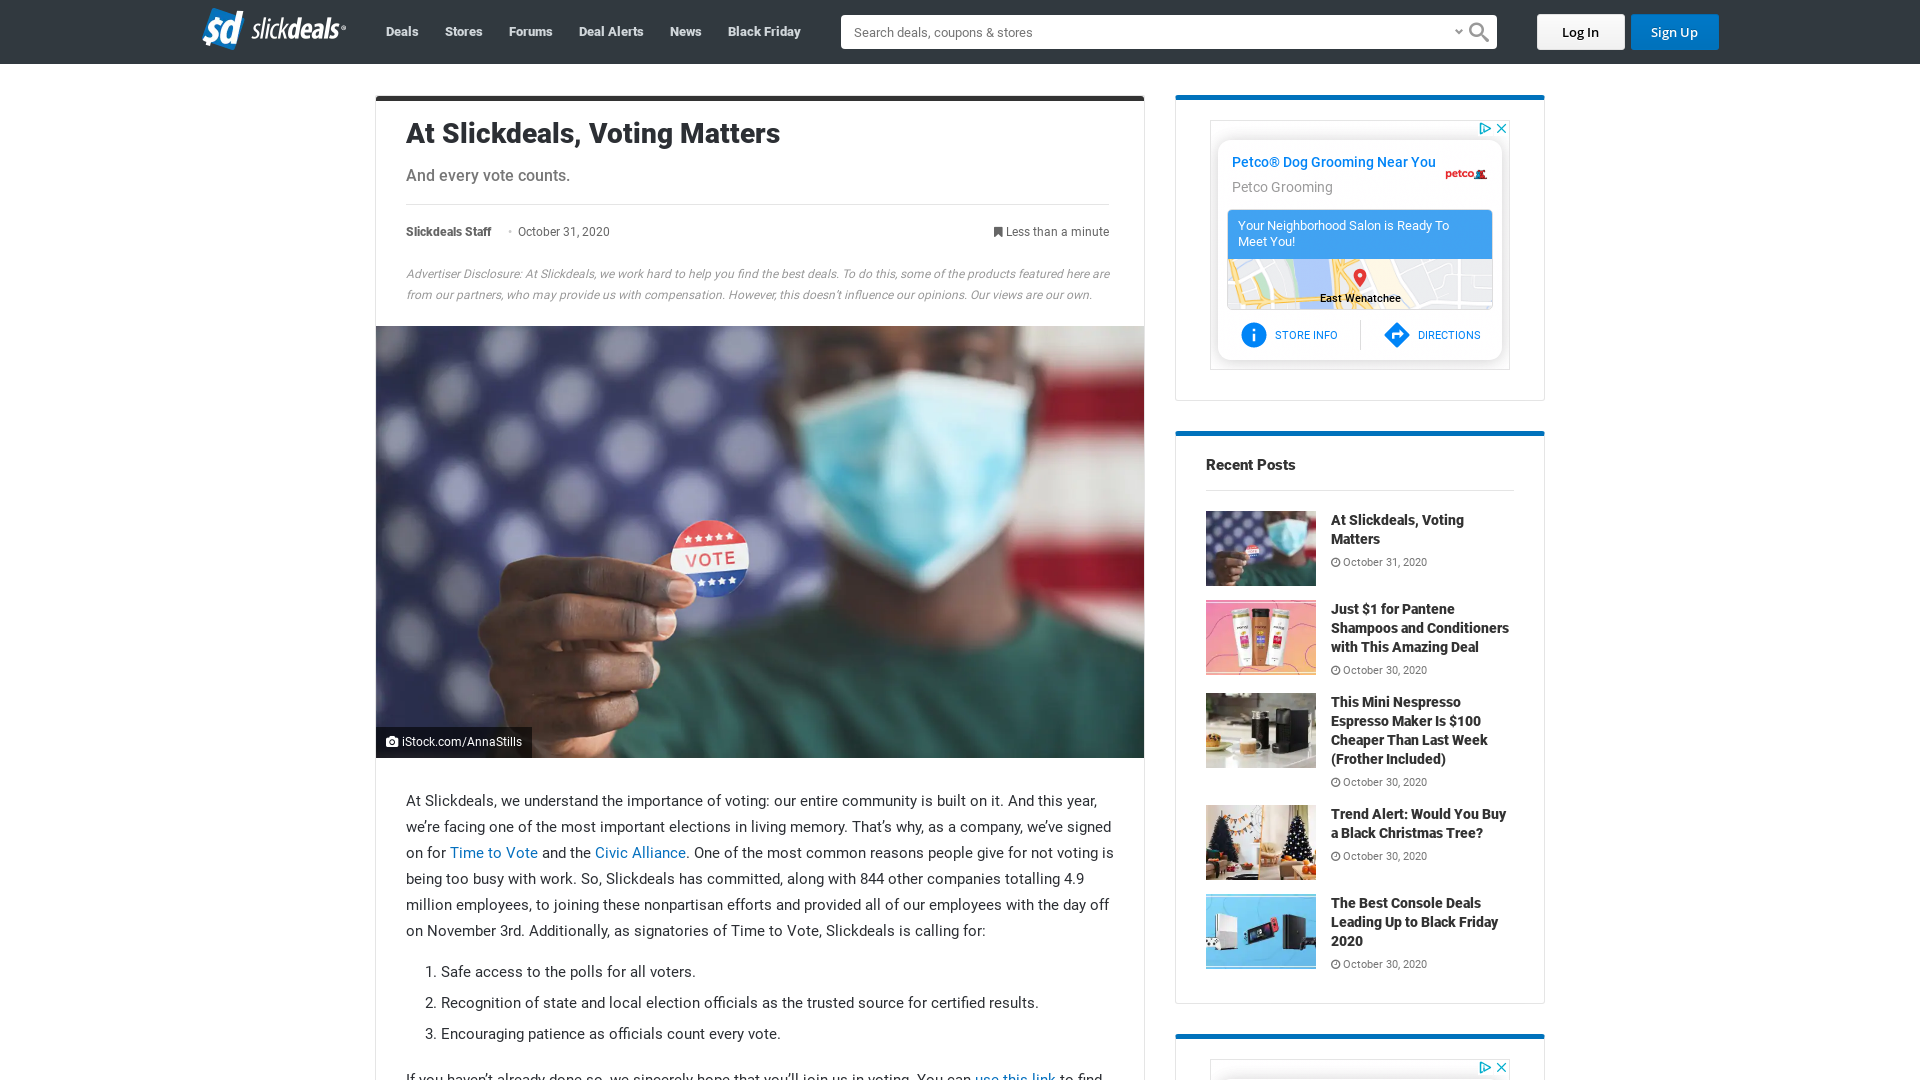 sd slickdeals
Deals
Stores
Forums
Deal Alerts
News
Black Friday
Search deals, coupons & stores
Log In
Sign Up
At Slickdeals, Voting Matters
And every vote counts.
Slickdeals Staff • October 31, 2020
Less than a minute
Advertiser Disclosure: At Slickdeals, we work hard to help you find the best deals. To do this, some of the products featured here are
from our partners, who may provide us with compensation. However, this doesn’t influence our opinions. Our views are our own.
VOTE
iStock.com/AnnaStills
At Slickdeals, we understand the importance of voting: our entire community is built on it. And this year,
we’re facing one of the most important elections in living memory. That’s why, as a company, we’ve signed
on for Time to Vote and the Civic Alliance. One of the most common reasons people give for not voting is
being too busy with work. So, Slickdeals has committed, along with 844 other companies totalling 4.9
million employees, to joining these nonpartisan efforts and provided all of our employees with the day off
on November 3rd. Additionally, as signatories of Time to Vote, Slickdeals is calling for:
1. Safe access to the polls for all voters.
2. Recognition of state and local election officials as the trusted source for certified results.
3. Encouraging patience as officials count every vote.
If you haven’t already done so, we sincerely hope that you’ll join us in voting. You can use this link to find
Petco® Dog Grooming Near You
petco
Petco Grooming
Your Neighborhood Salon is Ready To
Meet You!
East Wenatchee
STORE INFO
DIRECTIONS
Recent Posts
At Slickdeals, Voting
Matters
October 31, 2020
Just $1 for Pantene
Shampoos and Conditioners
with This Amazing Deal
October 30, 2020
This Mini Nespresso
Espresso Maker Is $100
Cheaper Than Last Week
(Frother Included)
October 30, 2020
Trend Alert: Would You Buy
a Black Christmas Tree?
October 30, 2020
The Best Console Deals
Leading Up to Black Friday
2020
October 30, 2020